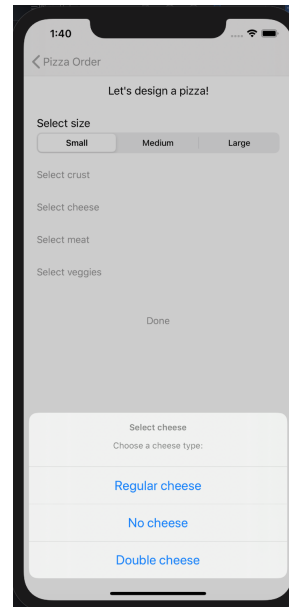 1:40
Pizza Order
Let's design a pizza!
Select size
Small Medium Large
Select crust
Select cheese
Select meat
Select veggies
Done
Select cheese
Choose a cheese type:
Regular cheese
No cheese
Double cheese